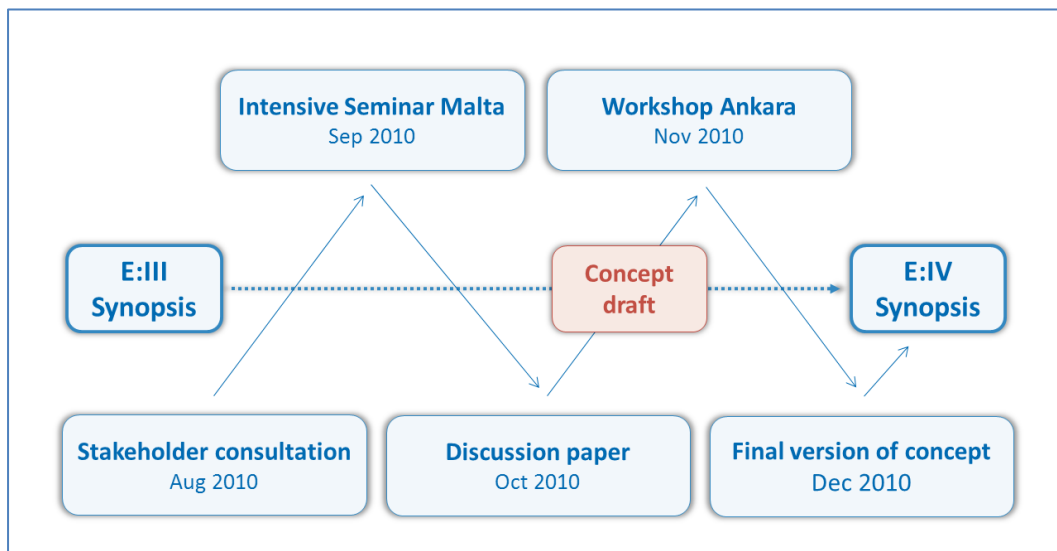 Intensive Seminar Malta
Sep 2010
Workshop Ankara
Nov 2010
E:III
Synopsis
Concept
draft
E:IV
Synopsis
Stakeholder consultation
Aug 2010
Discussion paper
Oct 2010
Final version of concept
Dec 2010